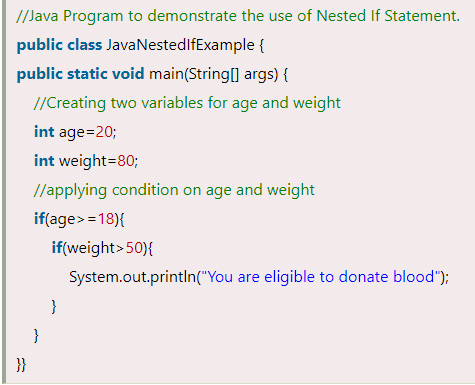 //Java Program to demonstrate the use of Nested If Statement.
public class JavaNestedIfExample {
public static void main(String[] args) {
//Creating two variables for age and weight
int age=20;
int weight=80;
//applying condition on age and weight
if(age>=18){
if(weight>50){
System.out.println("You are eligible to donate blood");
}
}
}}